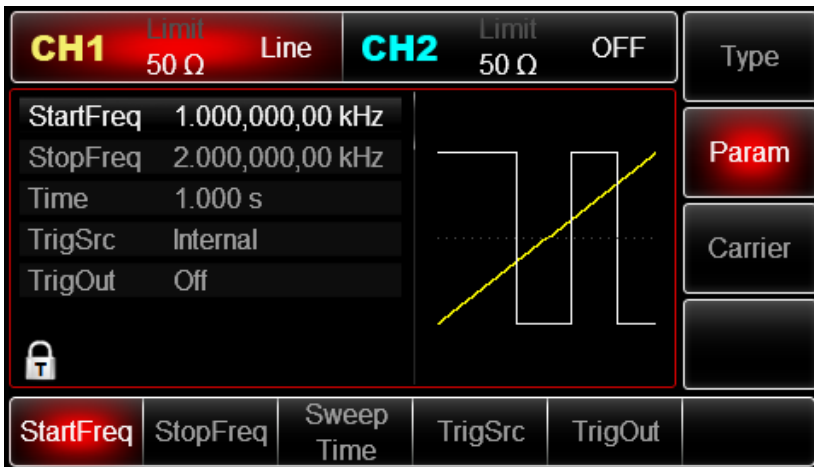 CH1 Limit 50 Ω Line CH2 Limit 50 Ω OFF Type
StartFreq 1.000,000,00 kHz
StopFreq 2.000,000,00 kHz
Time 1.000 s
TrigSrc Internal
TrigOut Off
T
Param
Carrier
StartFreq StopFreq Sweep Time TrigSrc TrigOut